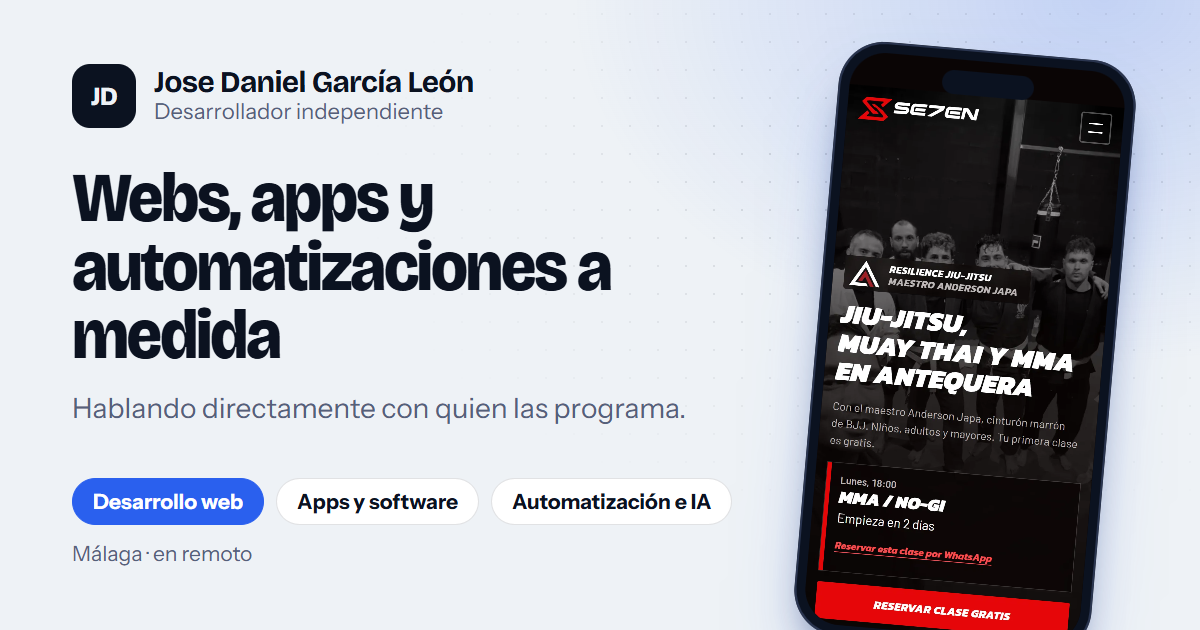 JD
Jose Daniel García León
Desarrollador independiente
Webs, apps y
automatizaciones a
medida
Hablando directamente con quien las programa.
Desarrollo web
Apps y software
Automatización e IA
Málaga · en remoto
SE7EN
RESILIENCE JIU-JITSU
MAESTRO ANDERSON JAPA
JIU-JITSU,
MUAY THAI Y MMA
EN ANTEQUERA
Con el maestro Anderson Japa, cinturón marrón
de BJJ. Niños, adultos y mayores. Tu primera clase
es gratis.
Lunes, 18:00
MMA / NO-GI
Empieza en 2 días
Reservar esta clase por WhatsApp
RESERVAR CLASE GRATIS